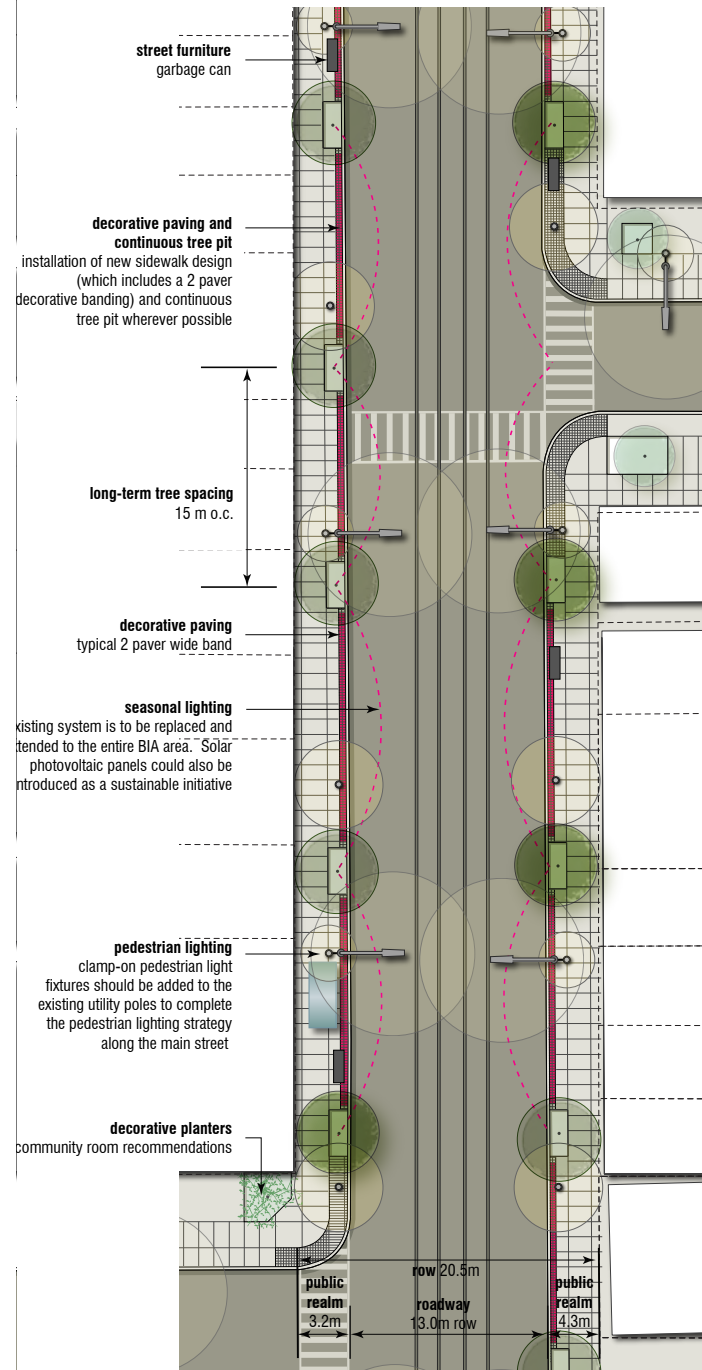 street furniture
garbage can
decorative paving and
continuous tree pit
installation of new sidewalk design
(which includes a 2 paver
decorative banding) and continuous
tree pit wherever possible
long-term tree spacing
15 m o.c.
decorative paving
typical 2 paver wide band
seasonal lighting
xisting system is to be replaced and
tended to the entire BIA area. Solar
photovoltaic panels could also be
ntroduced as a sustainable initiative
pedestrian lighting
clamp-on pedestrian light
fixtures should be added to the
existing utility poles to complete
the pedestrian lighting strategy
along the main street
decorative planters
community room recommendations
row 20.5m
public
realm
3.2m
roadway
13.0m row
public
realm
4.3m